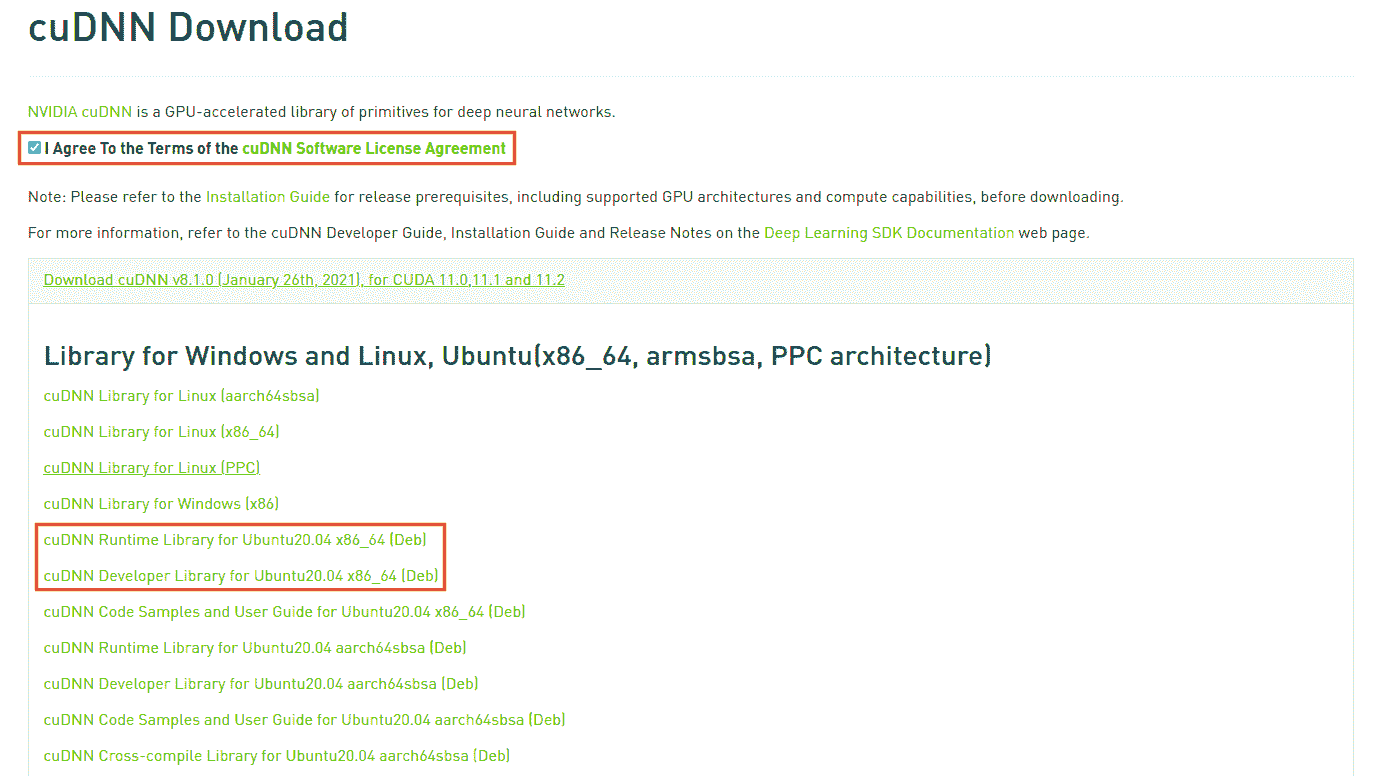 cuDNN Download
NVIDIA cuDNN is a GPU-accelerated library of primitives for deep neural networks.
I Agree To the Terms of the cuDNN Software License Agreement
Note: Please refer to the Installation Guide for release prerequisites, including supported GPU architectures and compute capabilities, before downloading.
For more information, refer to the cuDNN Developer Guide, Installation Guide and Release Notes on the Deep Learning SDK Documentation web page.
Download cuDNN v8.1.0 (January 26th, 2021), for CUDA 11.0,11.1 and 11.2
Library for Windows and Linux, Ubuntu(x86_64, armsbsa, PPC architecture)
cuDNN Library for Linux (aarch64sbsa)
cuDNN Library for Linux (x86_64)
cuDNN Library for Linux (PPC)
cuDNN Library for Windows (x86)
cuDNN Runtime Library for Ubuntu20.04 x86_64 (Deb)
cuDNN Developer Library for Ubuntu20.04 x86_64 (Deb)
cuDNN Code Samples and User Guide for Ubuntu20.04 x86_64 (Deb)
cuDNN Runtime Library for Ubuntu20.04 aarch64sbsa (Deb)
cuDNN Developer Library for Ubuntu20.04 aarch64sbsa (Deb)
cuDNN Code Samples and User Guide for Ubuntu20.04 aarch64sbsa (Deb)
cuDNN Cross-compile Library for Ubuntu20.04 aarch64sbsa (Deb)